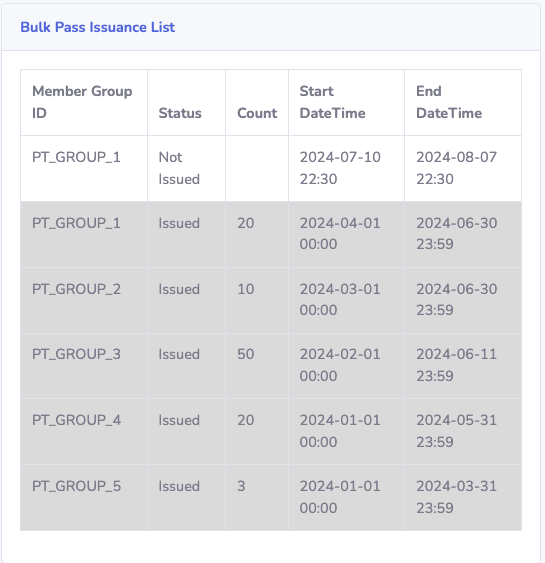 Bulk Pass Issuance List
Member Group ID Status Count Start DateTime End DateTime
PT_GROUP_1 Not Issued 2024-07-10 22:30 2024-08-07 22:30
PT_GROUP_1 Issued 20 2024-04-01 00:00 2024-06-30 23:59
PT_GROUP_2 Issued 10 2024-03-01 00:00 2024-06-30 23:59
PT_GROUP_3 Issued 50 2024-02-01 00:00 2024-06-11 23:59
PT_GROUP_4 Issued 20 2024-01-01 00:00 2024-05-31 23:59
PT_GROUP_5 Issued 3 2024-01-01 00:00 2024-03-31 23:59